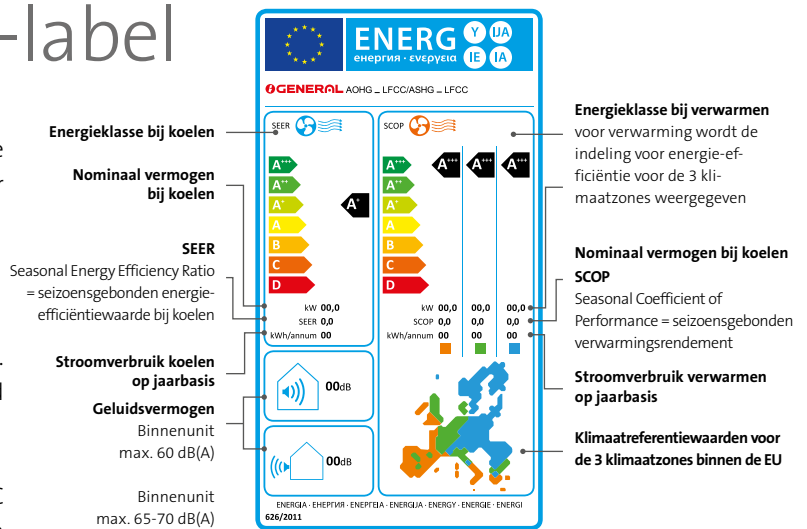 -label
Energieklasse bij koelen
Nominaal vermogen
bij koelen
SEER
Seasonal Energy Efficiency Ratio
= seizoensgebonden energie-
efficiëntiewaarde bij koelen
Stroomverbruik koelen
op jaarbasis
Geluidsvermogen
Binnenunit
max. 60 dB(A)
Binnenunit
max. 65-70 dB(A)
ENERG Y IJA
енергия · ενεργεια IE IA
GENERAL AOHG _ LFCC/ASHG _ LFCC
SEER
A+++
A++
A+
A
B
C
D
A+
kW 00,0
SEER 0,0
kWh/annum 00
SCOP
A+++
A++
A+
A
B
C
D
A+++ A+++ A+++
kW 00,0 00,0 00,0
SCOP 0,0 0,0 0,0
kWh/annum 00 00 00
00dB
00dB
ENERGIA · ЕНЕРГИЯ · ΕΝΕΡΓΕΙΑ · ENERGIJA · ENERGY · ENERGIE · ENERGI
626/2011
Energieklasse bij verwarmen
voor verwarming wordt de
indeling voor energie-ef-
ficiëntie voor de 3 kli-
maatzones weergegeven
Nominaal vermogen bij koelen
SCOP
Seasonal Coefficient of
Performance = seizoensgebonden
verwarmingsrendement
Stroomverbruik verwarmen
op jaarbasis
Klimaatreferentiewaarden voor
de 3 klimaatzones binnen de EU